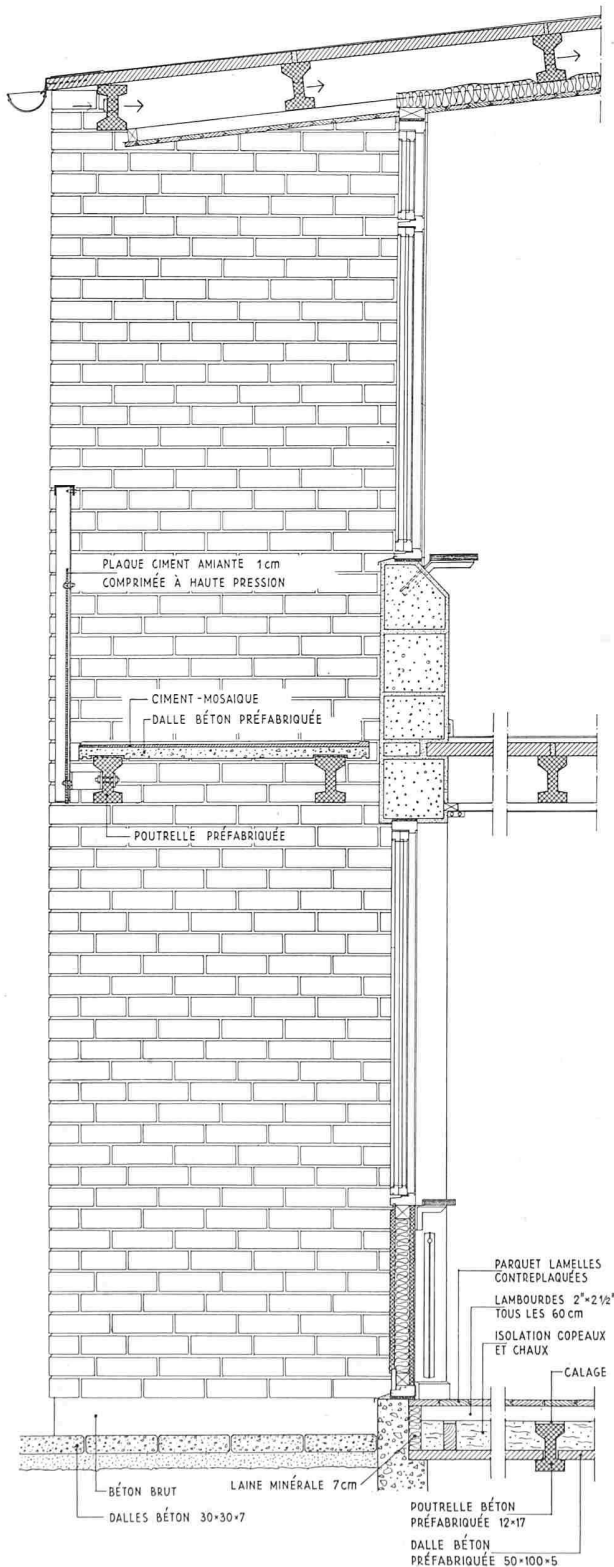 PLAQUE CIMENT AMIANTE 1cm
COMPRIMÉE À HAUTE PRESSION
CIMENT-MOSAIQUE
DALLE BÉTON PRÉFABRIQUÉE
POUTRELLE PRÉFABRIQUÉE
PARQUET LAMELLES
CONTREPLAQUÉES
LAMBOURDES 2"×2½"
TOUS LES 60cm
ISOLATION COPEAUX
ET CHAUX
CALAGE
BÉTON BRUT
LAINE MINÉRALE 7cm
DALLES BÉTON 30×30×7
POUTRELLE BÉTON
PRÉFABRIQUÉE 12×17
DALLE BÉTON
PRÉFABRIQUÉE 50×100×5